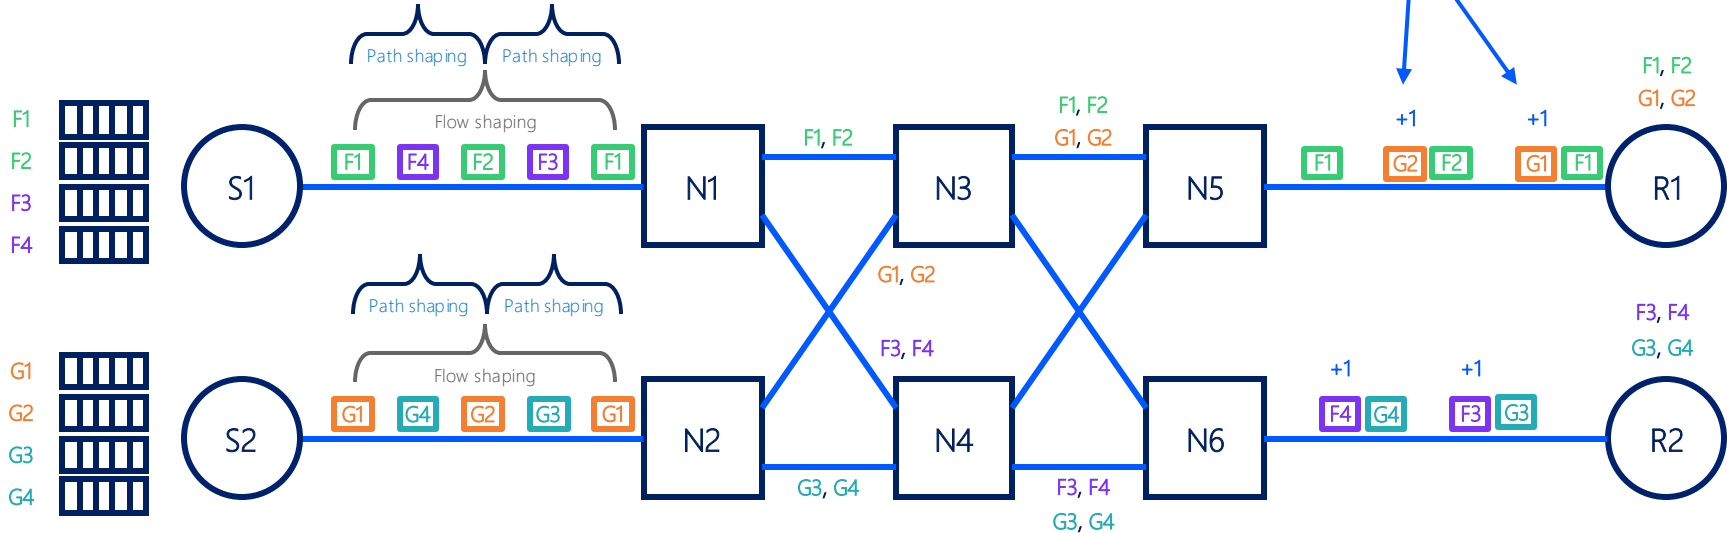 Path shaping Path shaping
Flow shaping
F1
F2
F3
F4
S1
F1 F4 F2 F3 F1
N1
F1, F2
N3
F1, F2
G1, G2
N5
+1 +1
F1 G2 F2 G1 F1
F1, F2
G1, G2
R1
G1, G2
F3, F4
Path shaping Path shaping
Flow shaping
G1
G2
G3
G4
S2
G1 G4 G2 G3 G1
N2
G3, G4
N4
F3, F4
G3, G4
N6
+1 +1
F4 G4 F3 G3
F3, F4
G3, G4
R2